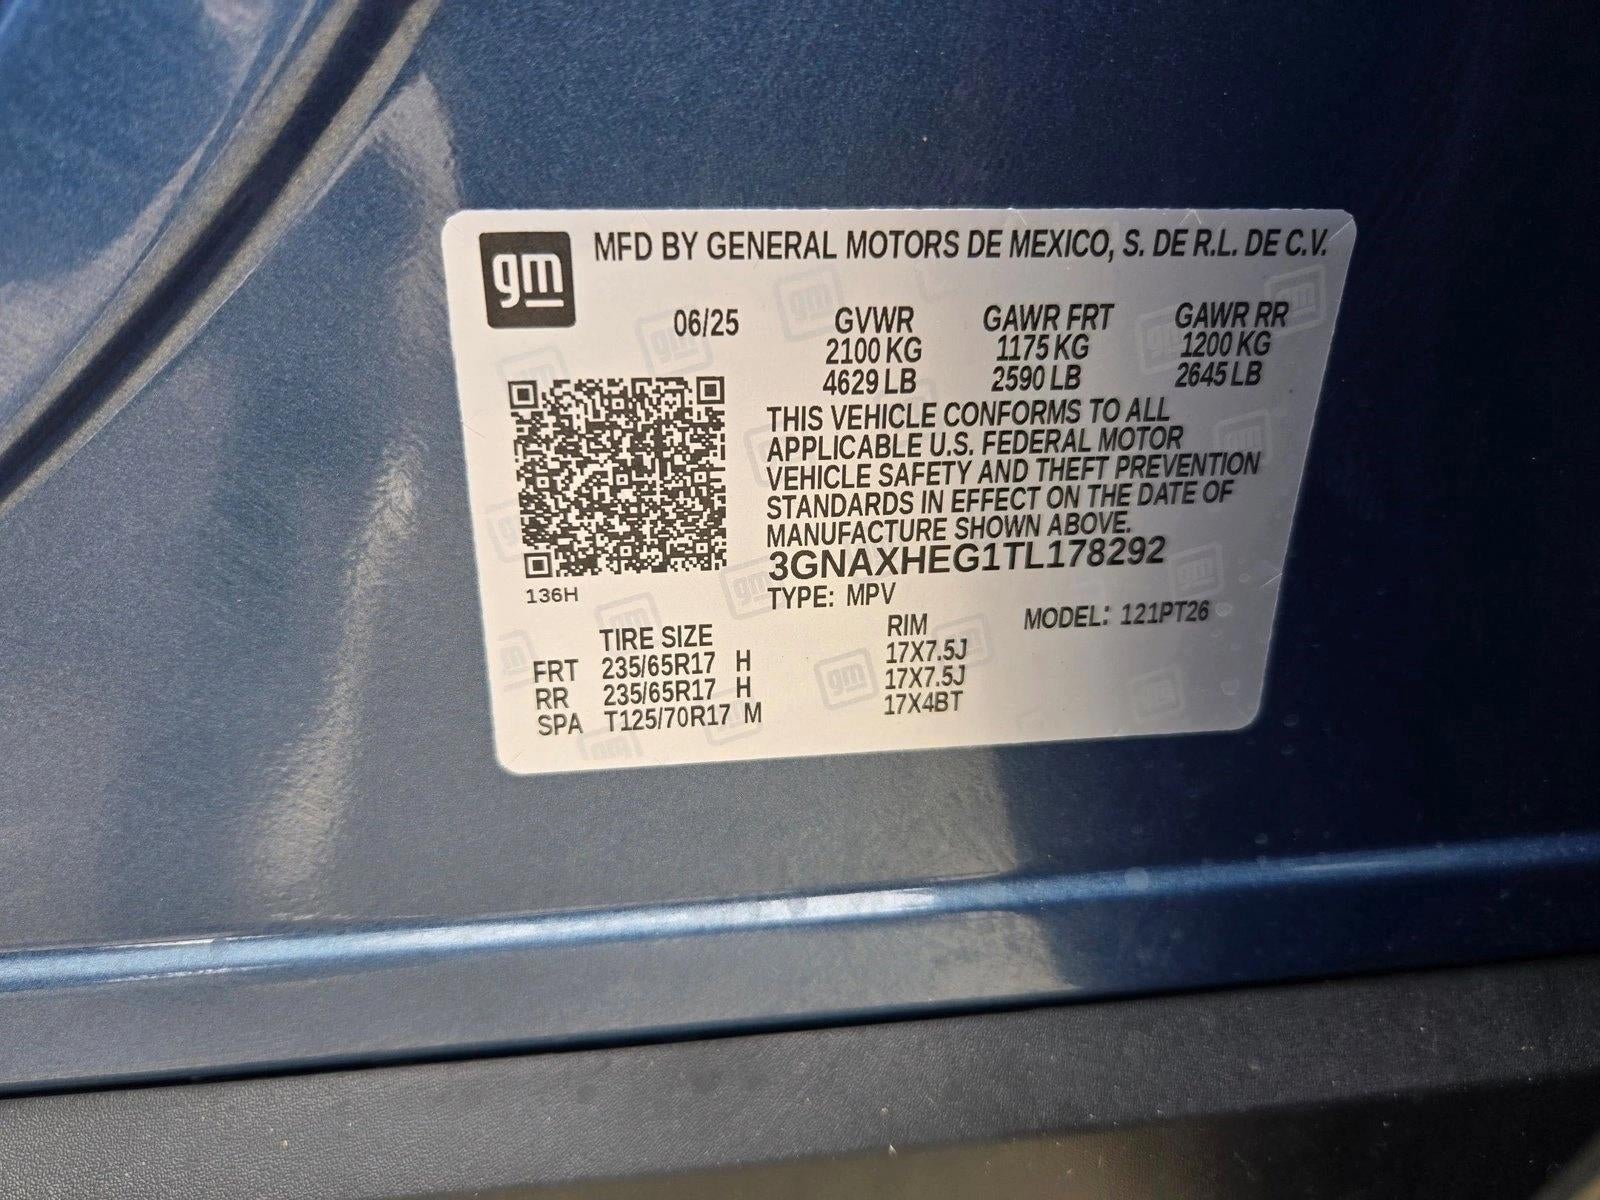 gm
MFD BY GENERAL MOTORS DE MEXICO, S. DE R.L. DE C.V.
06/25 GVWR GAWR FRT GAWR RR
2100 KG 1175 KG 1200 KG
4629 LB 2590 LB 2645 LB
THIS VEHICLE CONFORMS TO ALL
APPLICABLE U.S. FEDERAL MOTOR
VEHICLE SAFETY AND THEFT PREVENTION
STANDARDS IN EFFECT ON THE DATE OF
MANUFACTURE SHOWN ABOVE.
3GNAXHEG1TL178292
136H
TYPE: MPV MODEL: 121PT26
TIRE SIZE RIM
FRT 235/65R17 H 17X7.5J
RR 235/65R17 H 17X7.5J
SPA T125/70R17 M 17X4BT